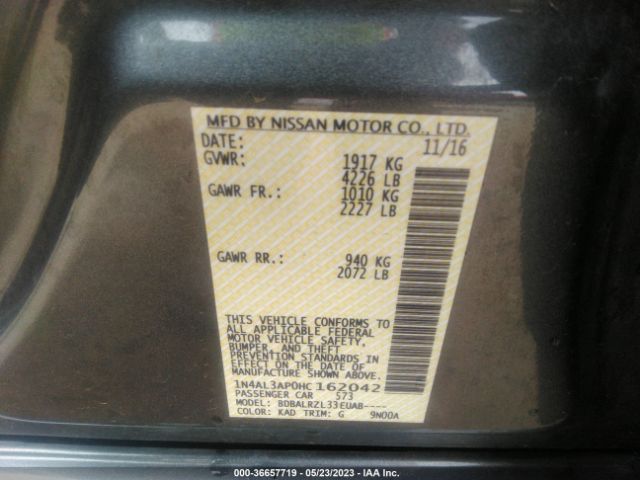 MFD BY NISSAN MOTOR CO., LTD.
DATE: 11/16
GVWR: 1917 KG
4226 LB
GAWR FR.: 1010 KG
2227 LB
GAWR RR.: 940 KG
2072 LB
THIS VEHICLE CONFORMS TO
ALL APPLICABLE FEDERAL
MOTOR VEHICLE SAFETY,
BUMPER, AND THEFT
PREVENTION STANDARDS IN
EFFECT ON THE DATE OF
MANUFACTURE SHOWN ABOVE.
1N4AL3AP0HC162042
PASSENGER CAR 573
MODEL: BDBALRZL33EUAB----
COLOR: KAD TRIM: G 9N00A
000-36657719 - 05/23/2023 - IAA Inc.